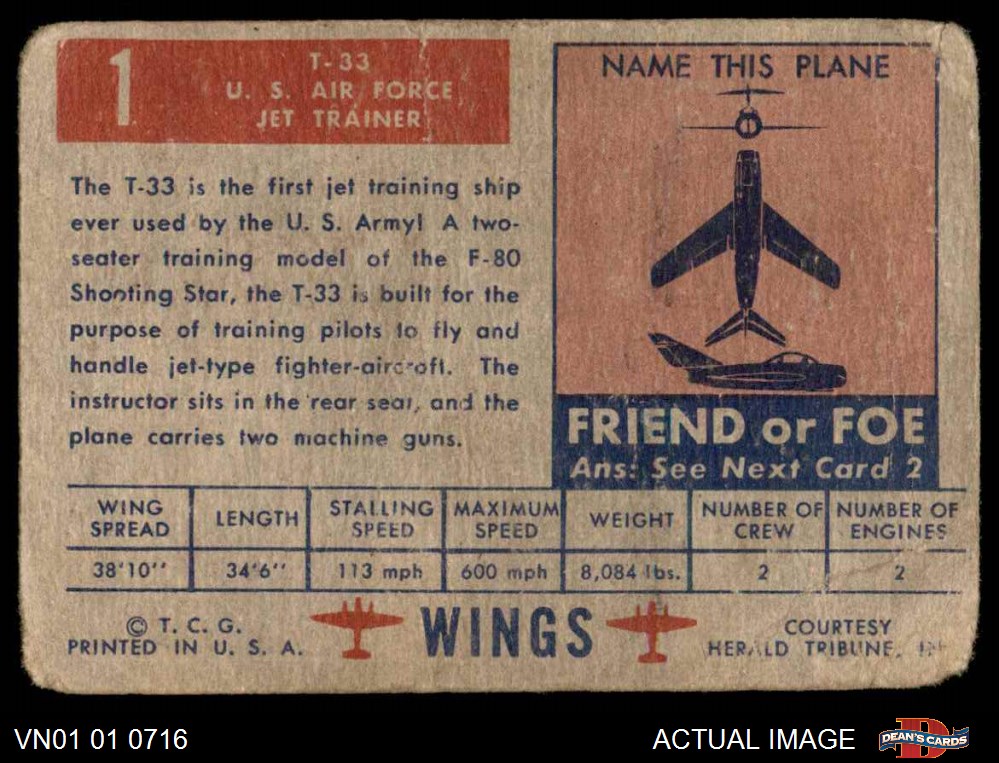 1
T-33
U. S. AIR FORCE
JET TRAINER
The T-33 is the first jet training ship
ever used by the U. S. Army! A two-
seater training model of the F-80
Shooting Star, the T-33 is built for the
purpose of training pilots to fly and
handle jet-type fighter-aircraft. The
instructor sits in the rear seat, and the
plane carries two machine guns.
NAME THIS PLANE
FRIEND or FOE
Ans: See Next Card 2
WING SPREAD LENGTH STALLING SPEED MAXIMUM SPEED WEIGHT NUMBER OF CREW NUMBER OF ENGINES
38'10'' 34'6'' 113 mph 600 mph 8,084 lbs. 2 2
© T. C. G.
PRINTED IN U. S. A.
WINGS
COURTESY
HERALD TRIBUNE,
VN01 01 0716
ACTUAL IMAGE
D
DEAN'S CARDS